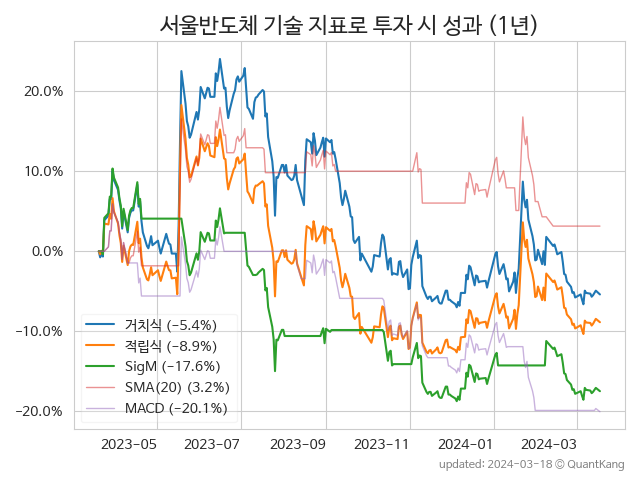 서울반도체 기술 지표로 투자 시 성과 (1년)
20.0%
10.0%
0.0%
−10.0%
−20.0%
거치식 (−5.4%)
적립식 (−8.9%)
SigM (−17.6%)
SMA(20) (3.2%)
MACD (−20.1%)
2023-05
2023-07
2023-09
2023-11
2024-01
2024-03
updated: 2024-03-18 © QuantKang